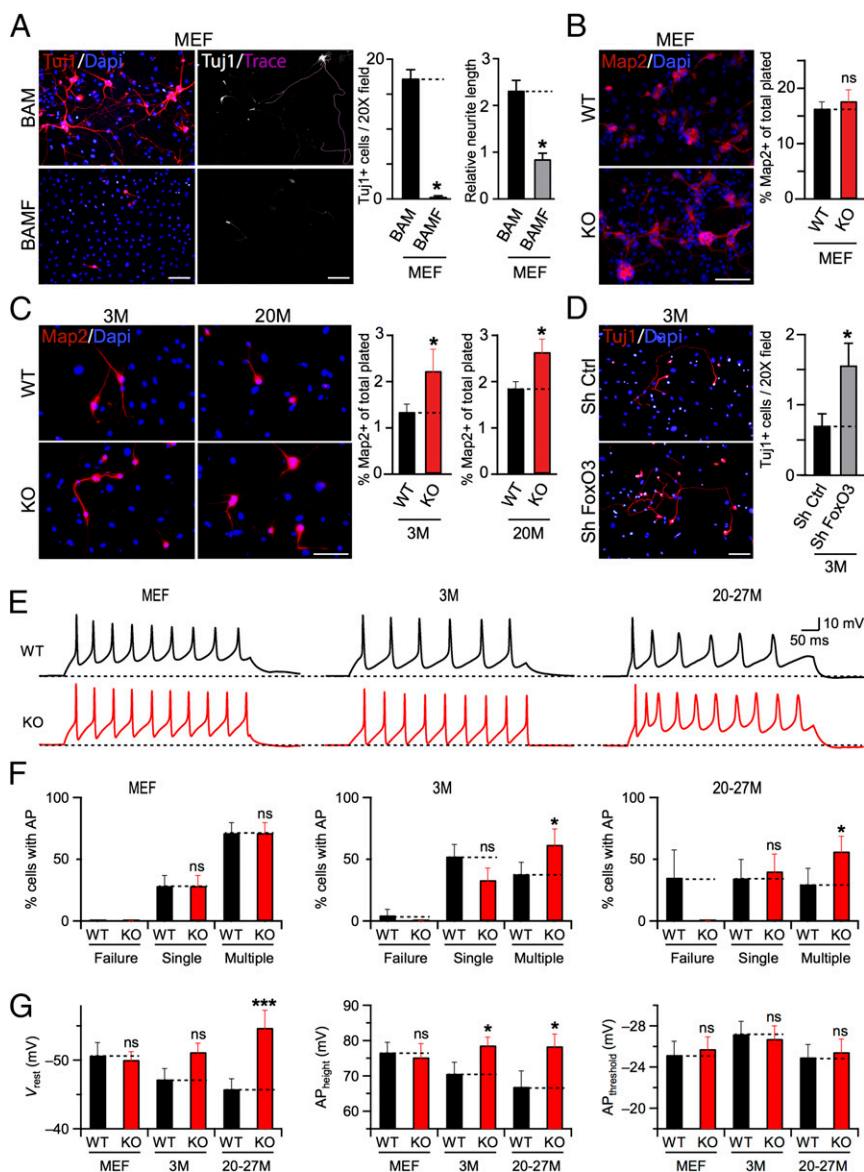 A
MEF
Tuj1/Dapi
Tuj1/Trace
BAM
BAMF
Tuj1+ cells / 20X field
20
15
10
5
0
*
BAM
BAMF
MEF
Relative neurite length
3
2
1
0
*
BAM
BAMF
MEF
B
MEF
Map2/Dapi
WT
KO
% Map2+ of total plated
20
10
0
ns
WT
KO
MEF
C
3M
20M
Map2/Dapi
WT
KO
% Map2+ of total plated
3
2
1
0
*
WT
KO
3M
% Map2+ of total plated
3
2
1
0
*
WT
KO
20M
D
3M
Tuj1/Dapi
Sh Ctrl
Sh FoxO3
Tuj1+ cells / 20X field
2
1
0
*
Sh Ctrl
Sh FoxO3
3M
E
MEF
3M
20-27M
10 mV
50 ms
WT
KO
F
MEF
% cells with AP
100
50
0
ns
ns
WT KO WT KO WT KO
Failure Single Multiple
3M
% cells with AP
100
50
0
ns
*
WT KO WT KO WT KO
Failure Single Multiple
20-27M
% cells with AP
100
50
0
ns
*
WT KO WT KO WT KO
Failure Single Multiple
G
Vrest (mV)
–50
–40
ns
ns
***
WT KO WT KO WT KO
MEF 3M 20-27M
APheight (mV)
90
80
70
60
ns
*
*
WT KO WT KO WT KO
MEF 3M 20-27M
APthreshold (mV)
–28
–24
–20
ns
ns
ns
WT KO WT KO WT KO
MEF 3M 20-27M